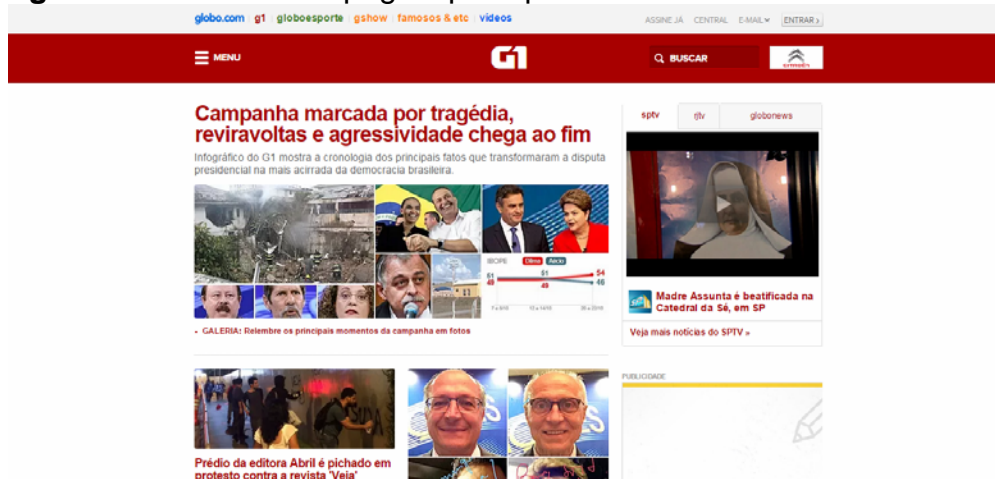 globo.com g1 globoesporte gshow famosos & etc vídeos
ASSINE JÁ CENTRAL E-MAIL ENTRAR ›
MENU
G1
BUSCAR
Campanha marcada por tragédia,
reviravoltas e agressividade chega ao fim
Infográfico do G1 mostra a cronologia dos principais fatos que transformaram a disputa
presidencial na mais acirrada da democracia brasileira.
IBOPE Dilma Aécio
51 51 54
49 49 46
• GALERIA: Relembre os principais momentos da campanha em fotos
sptv rjtv globonews
Madre Assunta é beatificada na
Catedral da Sé, em SP
Veja mais notícias do SPTV »
PUBLICIDADE
Prédio da editora Abril é pichado em
protesto contra a revista 'Veja'